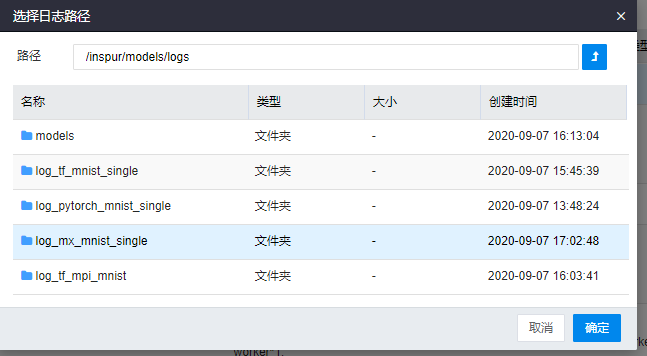 选择日志路径 ×
路径 /inspur/models/logs
名称 类型 大小 创建时间
models 文件夹 - 2020-09-07 16:13:04
log_tf_mnist_single 文件夹 - 2020-09-07 15:45:39
log_pytorch_mnist_single 文件夹 - 2020-09-07 13:48:24
log_mx_mnist_single 文件夹 - 2020-09-07 17:02:48
log_tf_mpi_mnist 文件夹 - 2020-09-07 16:03:41
取消 确定